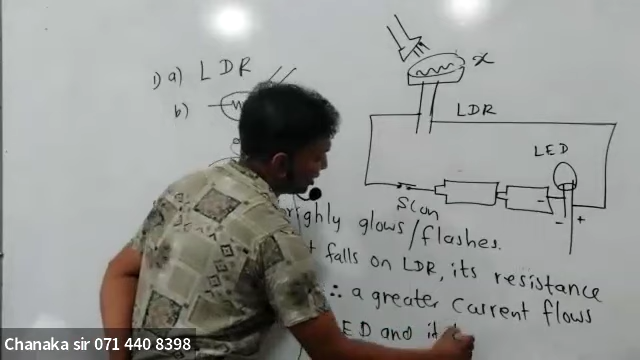 1) a) LDR
b)
x
LDR
LED
S(on
- +
righly glows/flashes.
t falls on LDR, its resistance
∴ a greater current flows
ED and it
Chanaka sir 071 440 8398